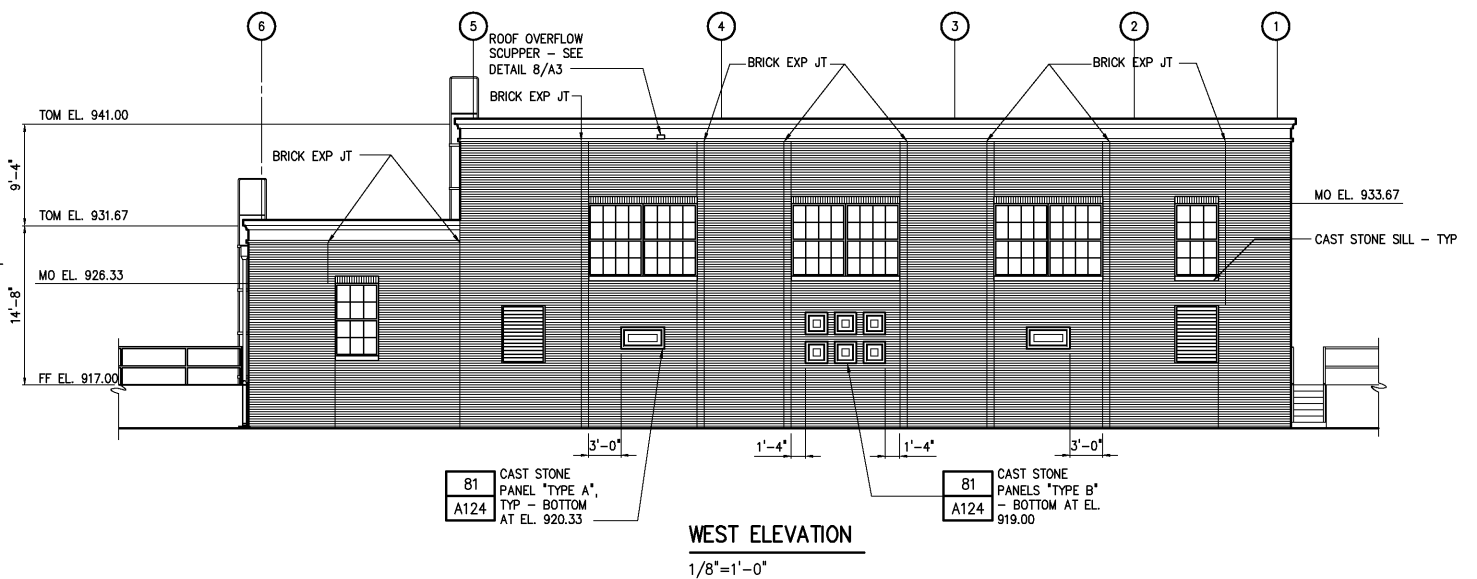 6
5
4
3
2
1
ROOF OVERFLOW
SCUPPER - SEE
DETAIL 8/A3
BRICK EXP JT
BRICK EXP JT
BRICK EXP JT
TOM EL. 941.00
BRICK EXP JT
9'-4"
MO EL. 933.67
TOM EL. 931.67
CAST STONE SILL - TYP
MO EL. 926.33
14'-8"
FF EL. 917.00
3'-0"
1'-4"
1'-4"
3'-0"
81
A124
CAST STONE
PANEL "TYPE A",
TYP - BOTTOM
AT EL. 920.33
81
A124
CAST STONE
PANELS "TYPE B"
- BOTTOM AT EL.
919.00
WEST ELEVATION
1/8"=1'-0"